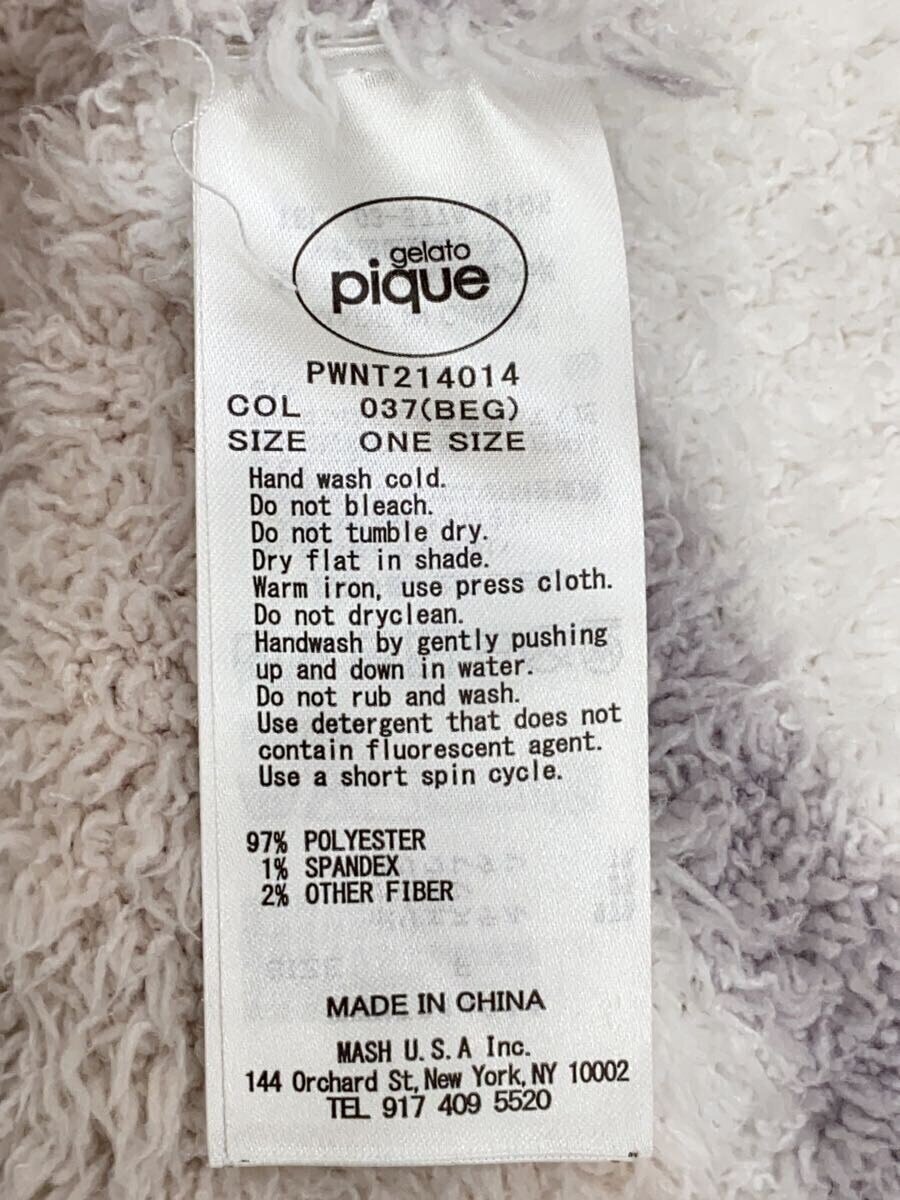 gelato
pique
PWNT214014
COL 037(BEG)
SIZE ONE SIZE
Hand wash cold.
Do not bleach.
Do not tumble dry.
Dry flat in shade.
Warm iron, use press cloth.
Do not dryclean.
Handwash by gently pushing
up and down in water.
Do not rub and wash.
Use detergent that does not
contain fluorescent agent.
Use a short spin cycle.
97% POLYESTER
1% SPANDEX
2% OTHER FIBER
MADE IN CHINA
MASH U.S.A Inc.
144 Orchard St, New York, NY 10002
TEL 917 409 5520